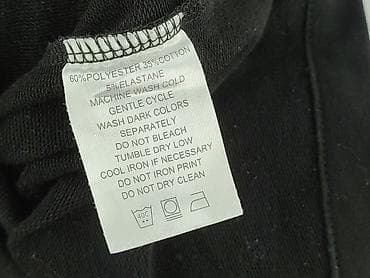 60%POLYESTER 35%COTTON
5%ELASTANE
MACHINE WASH COLD
GENTLE CYCLE
WASH DARK COLORS
SEPARATELY
DO NOT BLEACH
TUMBLE DRY LOW
COOL IRON IF NECESSARY
DO NOT IRON PRINT
DO NOT DRY CLEAN